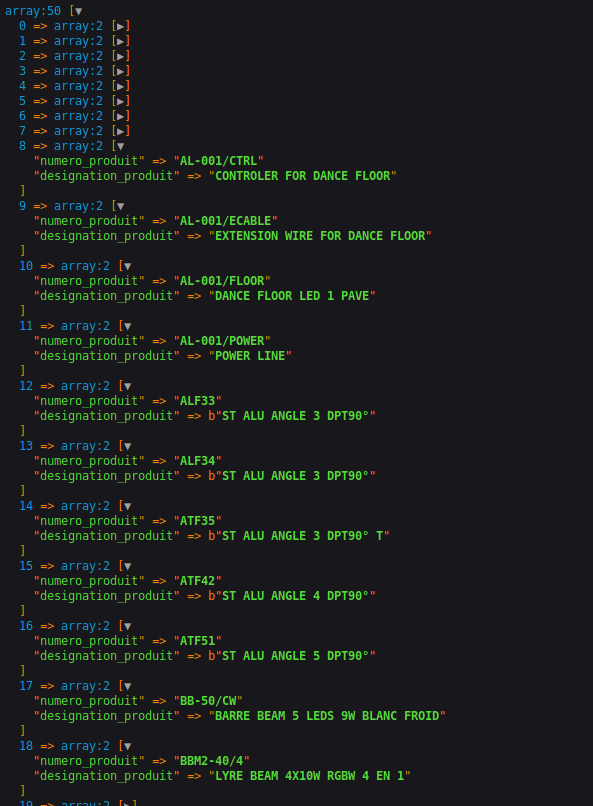 array:50 [▼
  0 => array:2 [▶]
  1 => array:2 [▶]
  2 => array:2 [▶]
  3 => array:2 [▶]
  4 => array:2 [▶]
  5 => array:2 [▶]
  6 => array:2 [▶]
  7 => array:2 [▶]
  8 => array:2 [▼
    "numero_produit" => "AL-001/CTRL"
    "designation_produit" => "CONTROLER FOR DANCE FLOOR"
  ]
  9 => array:2 [▼
    "numero_produit" => "AL-001/ECABLE"
    "designation_produit" => "EXTENSION WIRE FOR DANCE FLOOR"
  ]
  10 => array:2 [▼
    "numero_produit" => "AL-001/FLOOR"
    "designation_produit" => "DANCE FLOOR LED 1 PAVE"
  ]
  11 => array:2 [▼
    "numero_produit" => "AL-001/POWER"
    "designation_produit" => "POWER LINE"
  ]
  12 => array:2 [▼
    "numero_produit" => "ALF33"
    "designation_produit" => b"ST ALU ANGLE 3 DPT90°"
  ]
  13 => array:2 [▼
    "numero_produit" => "ALF34"
    "designation_produit" => b"ST ALU ANGLE 3 DPT90°"
  ]
  14 => array:2 [▼
    "numero_produit" => "ATF35"
    "designation_produit" => b"ST ALU ANGLE 3 DPT90° T"
  ]
  15 => array:2 [▼
    "numero_produit" => "ATF42"
    "designation_produit" => b"ST ALU ANGLE 4 DPT90°"
  ]
  16 => array:2 [▼
    "numero_produit" => "ATF51"
    "designation_produit" => b"ST ALU ANGLE 5 DPT90°"
  ]
  17 => array:2 [▼
    "numero_produit" => "BB-50/CW"
    "designation_produit" => "BARRE BEAM 5 LEDS 9W BLANC FROID"
  ]
  18 => array:2 [▼
    "numero_produit" => "BBM2-40/4"
    "designation_produit" => "LYRE BEAM 4X10W RGBW 4 EN 1"
  ]
  19 => array:2 [▶]